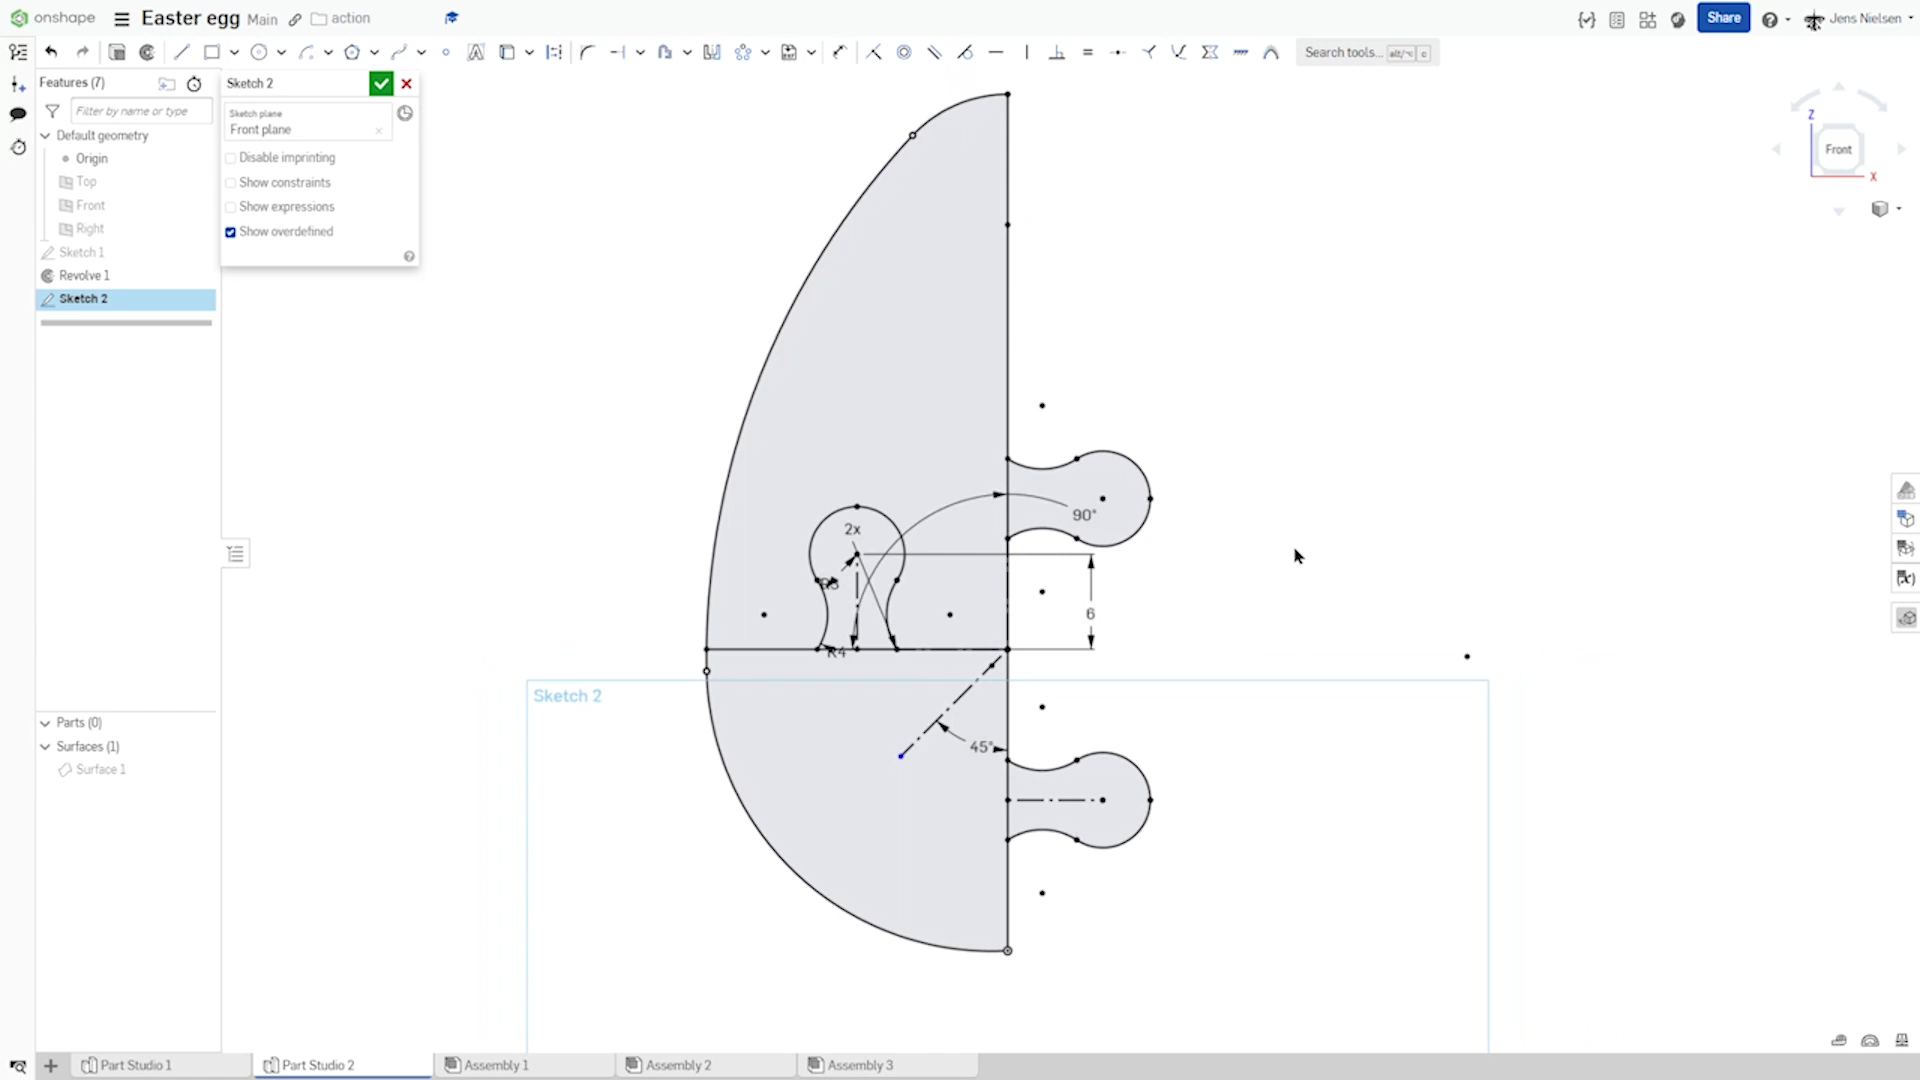 onshape Easter egg Main action Share Jens Nielsen
Search tools... alt/⌥ c
Features (7)
Filter by name or type
Default geometry
Origin
Top
Front
Right
Sketch 1
Revolve 1
Sketch 2
Sketch 2
Sketch plane
Front plane
Disable imprinting
Show constraints
Show expressions
Show overdefined
Z
Front
X
2x
90°
6
R4
45°
Sketch 2
Parts (0)
Surfaces (1)
Surface 1
Part Studio 1
Part Studio 2
Assembly 1
Assembly 2
Assembly 3